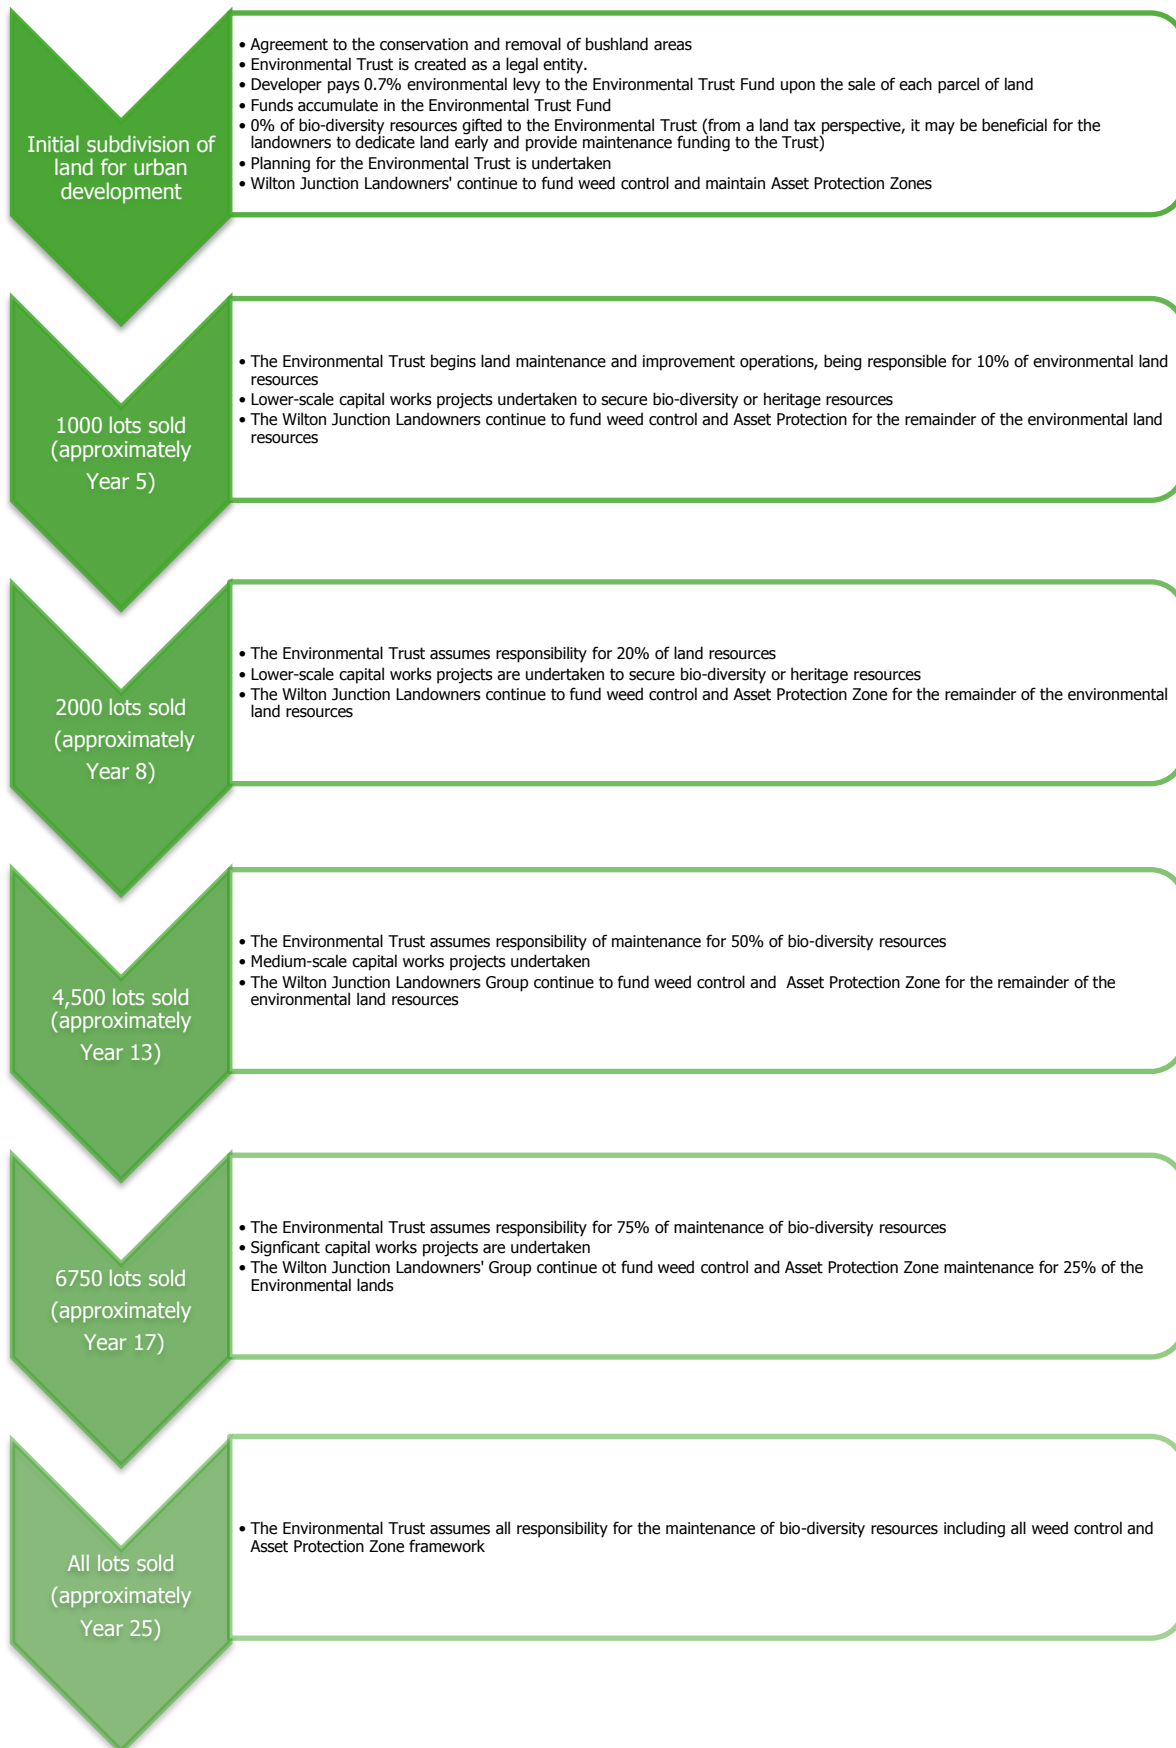 Initial subdivision of
land for urban
development
• Agreement to the conservation and removal of bushland areas
• Environmental Trust is created as a legal entity.
• Developer pays 0.7% environmental levy to the Environmental Trust Fund upon the sale of each parcel of land
• Funds accumulate in the Environmental Trust Fund
• 0% of bio-diversity resources gifted to the Environmental Trust (from a land tax perspective, it may be beneficial for the
landowners to dedicate land early and provide maintenance funding to the Trust)
• Planning for the Environmental Trust is undertaken
• Wilton Junction Landowners' continue to fund weed control and maintain Asset Protection Zones
1000 lots sold
(approximately
Year 5)
• The Environmental Trust begins land maintenance and improvement operations, being responsible for 10% of environmental land
resources
• Lower-scale capital works projects undertaken to secure bio-diversity or heritage resources
• The Wilton Junction Landowners continue to fund weed control and Asset Protection for the remainder of the environmental land
resources
2000 lots sold
(approximately
Year 8)
• The Environmental Trust assumes responsibility for 20% of land resources
• Lower-scale capital works projects are undertaken to secure bio-diversity or heritage resources
• The Wilton Junction Landowners continue to fund weed control and Asset Protection Zone for the remainder of the environmental
land resources
4,500 lots sold
(approximately
Year 13)
• The Environmental Trust assumes responsibility of maintenance for 50% of bio-diversity resources
• Medium-scale capital works projects undertaken
• The Wilton Junction Landowners Group continue to fund weed control and Asset Protection Zone for the remainder of the
environmental land resources
6750 lots sold
(approximately
Year 17)
• The Environmental Trust assumes responsibility for 75% of maintenance of bio-diversity resources
• Signficant capital works projects are undertaken
• The Wilton Junction Landowners' Group continue ot fund weed control and Asset Protection Zone maintenance for 25% of the
Environmental lands
All lots sold
(approximately
Year 25)
• The Environmental Trust assumes all responsibility for the maintenance of bio-diversity resources including all weed control and
Asset Protection Zone framework